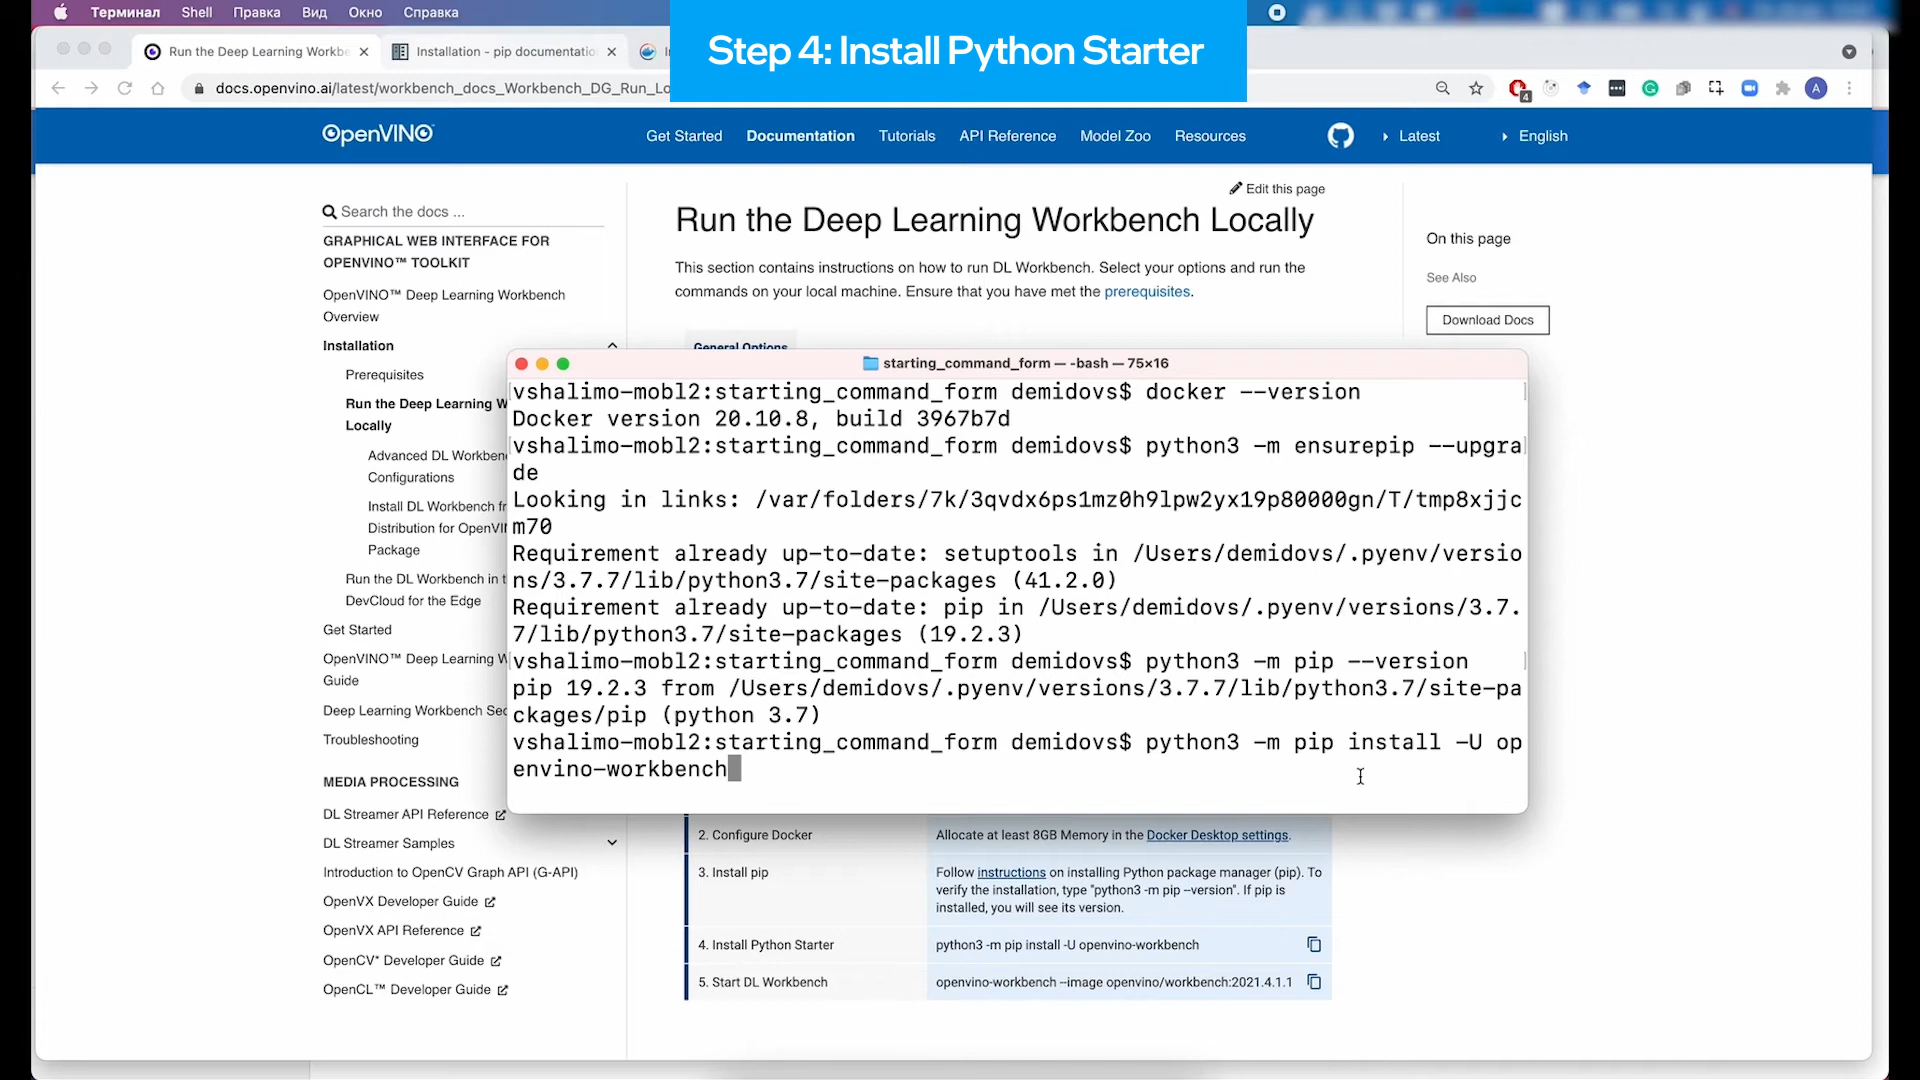 Терминал Shell Правка Вид Окно Справка
Step 4: Install Python Starter
Run the Deep Learning Workbe
Installation - pip documentatio
docs.openvino.ai/latest/workbench_docs_Workbench_DG_Run_Lo
4
A
OpenVINO
Get Started Documentation Tutorials API Reference Model Zoo Resources Latest English
Search the docs ...
GRAPHICAL WEB INTERFACE FOR
OPENVINO™ TOOLKIT
OpenVINO™ Deep Learning Workbench
Overview
Installation
Prerequisites
Run the Deep Learning W
Locally
Advanced DL Workben
Configurations
Install DL Workbench fr
Distribution for OpenVI
Package
Run the DL Workbench in t
DevCloud for the Edge
Get Started
OpenVINO™ Deep Learning W
Guide
Deep Learning Workbench Sec
Troubleshooting
MEDIA PROCESSING
DL Streamer API Reference
DL Streamer Samples
Introduction to OpenCV Graph API (G-API)
OpenVX Developer Guide
OpenVX API Reference
OpenCV* Developer Guide
OpenCL™ Developer Guide
Edit this page
Run the Deep Learning Workbench Locally
This section contains instructions on how to run DL Workbench. Select your options and run the
commands on your local machine. Ensure that you have met the prerequisites.
General Options
On this page
See Also
Download Docs
starting_command_form — -bash — 75×16
vshalimo-mobl2:starting_command_form demidovs$ docker --version
Docker version 20.10.8, build 3967b7d
vshalimo-mobl2:starting_command_form demidovs$ python3 -m ensurepip --upgra
de
Looking in links: /var/folders/7k/3qvdx6ps1mz0h9lpw2yx19p80000gn/T/tmp8xjjc
m70
Requirement already up-to-date: setuptools in /Users/demidovs/.pyenv/versio
ns/3.7.7/lib/python3.7/site-packages (41.2.0)
Requirement already up-to-date: pip in /Users/demidovs/.pyenv/versions/3.7.
7/lib/python3.7/site-packages (19.2.3)
vshalimo-mobl2:starting_command_form demidovs$ python3 -m pip --version
pip 19.2.3 from /Users/demidovs/.pyenv/versions/3.7.7/lib/python3.7/site-pa
ckages/pip (python 3.7)
vshalimo-mobl2:starting_command_form demidovs$ python3 -m pip install -U op
envino-workbench
2. Configure Docker
Allocate at least 8GB Memory in the Docker Desktop settings.
3. Install pip
Follow instructions on installing Python package manager (pip). To
verify the installation, type "python3 -m pip --version". If pip is
installed, you will see its version.
4. Install Python Starter
python3 -m pip install -U openvino-workbench
5. Start DL Workbench
openvino-workbench --image openvino/workbench:2021.4.1.1